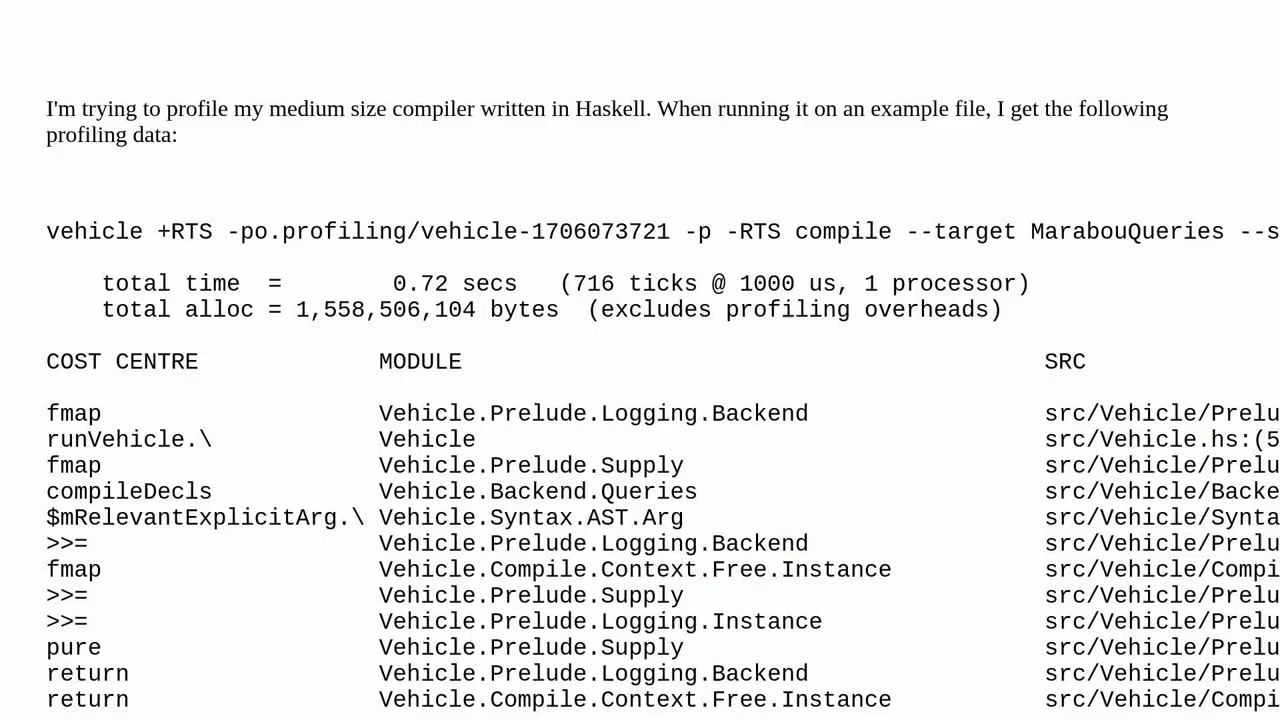 I'm trying to profile my medium size compiler written in Haskell. When running it on an example file, I get the following
profiling data:
vehicle +RTS -po.profiling/vehicle-1706073721 -p -RTS compile --target MarabouQueries --s
total time  =        0.72 secs   (716 ticks @ 1000 us, 1 processor)
total alloc = 1,558,506,104 bytes  (excludes profiling overheads)
COST CENTRE             MODULE                                          SRC
fmap                    Vehicle.Prelude.Logging.Backend                 src/Vehicle/Prelu
runVehicle.\            Vehicle                                         src/Vehicle.hs:(5
fmap                    Vehicle.Prelude.Supply                          src/Vehicle/Prelu
compileDecls            Vehicle.Backend.Queries                         src/Vehicle/Backe
$mRelevantExplicitArg.\ Vehicle.Syntax.AST.Arg                          src/Vehicle/Synta
>>=                     Vehicle.Prelude.Logging.Backend                 src/Vehicle/Prelu
fmap                    Vehicle.Compile.Context.Free.Instance           src/Vehicle/Compi
>>=                     Vehicle.Prelude.Supply                          src/Vehicle/Prelu
>>=                     Vehicle.Prelude.Logging.Instance                src/Vehicle/Prelu
pure                    Vehicle.Prelude.Supply                          src/Vehicle/Prelu
return                  Vehicle.Prelude.Logging.Backend                 src/Vehicle/Prelu
return                  Vehicle.Compile.Context.Free.Instance           src/Vehicle/Compi